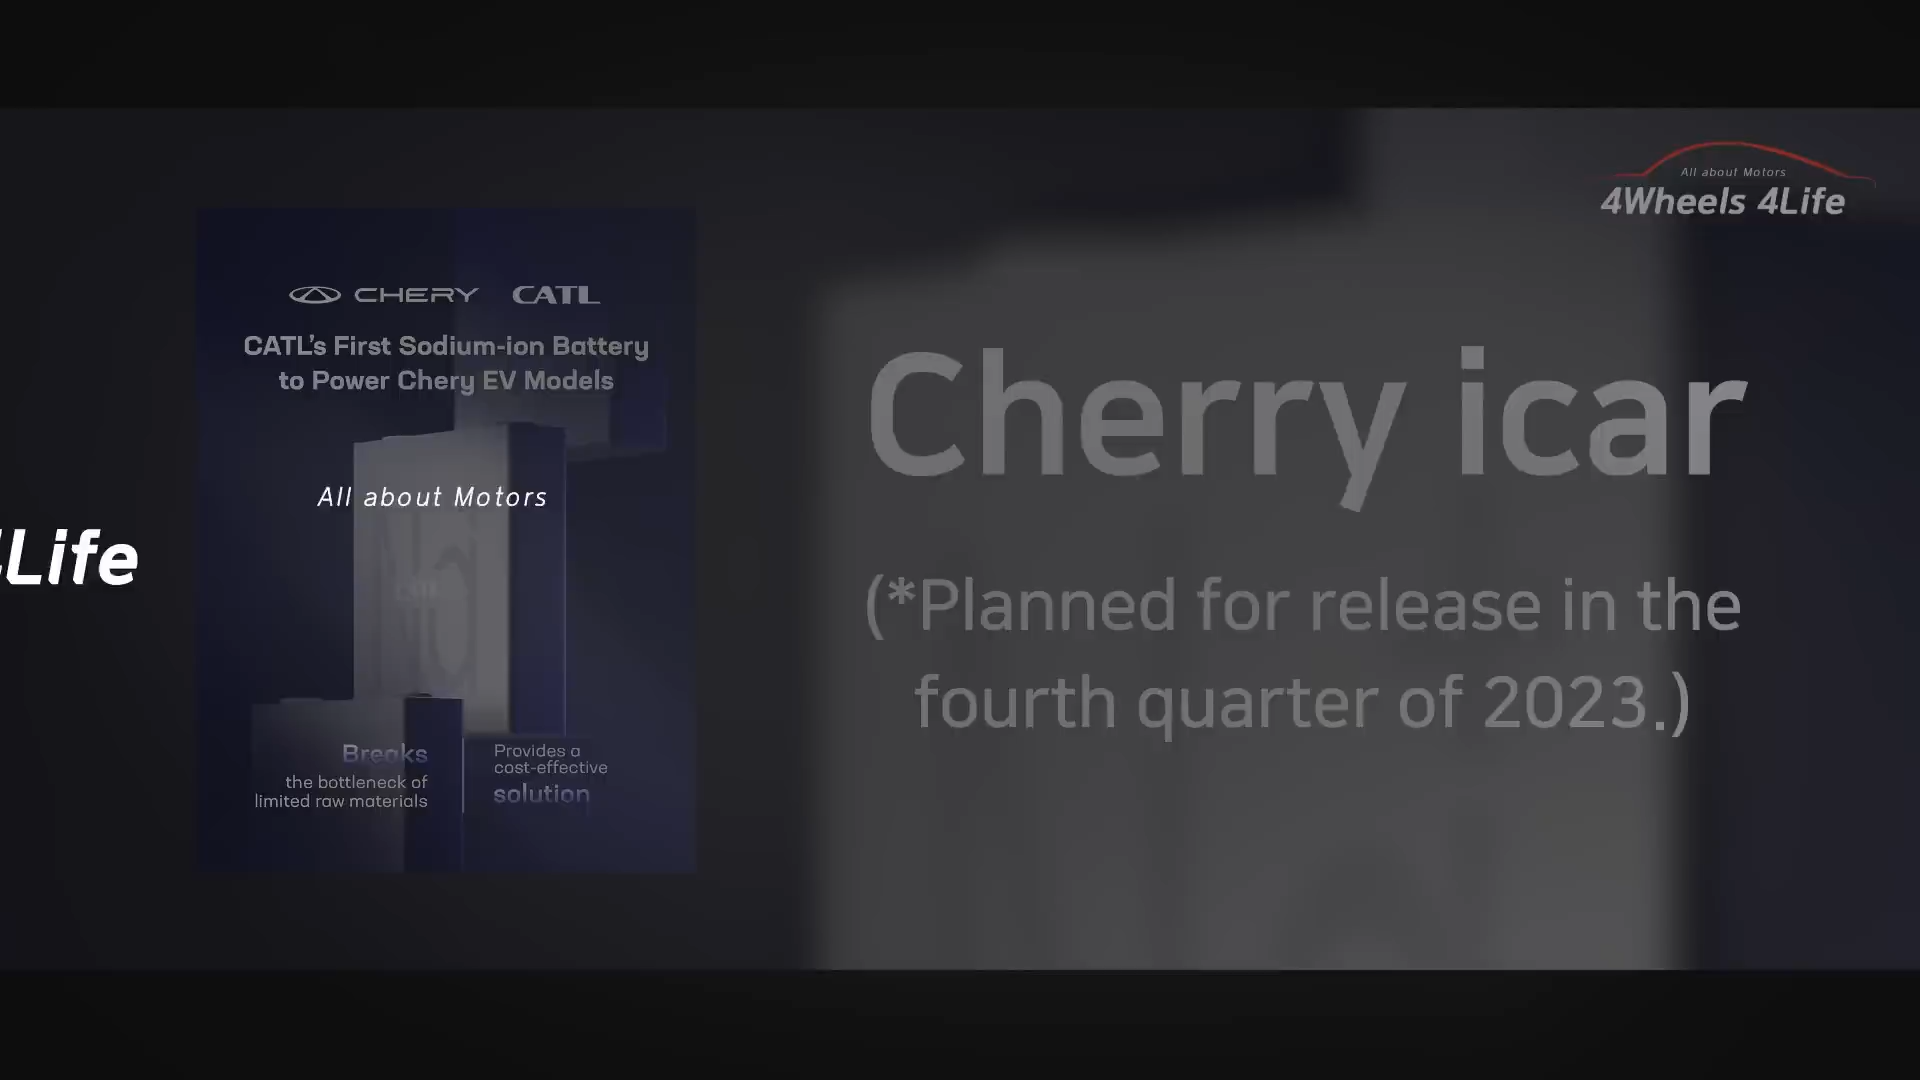 All about Motors
4Wheels 4Life
CHERY CATL
CATL's First Sodium-ion Battery
to Power Chery EV Models
All about Motors
4Life
Na
Breaks
the bottleneck of
limited raw materials
Provides a
cost-effective
solution
Cherry icar
(*Planned for release in the
fourth quarter of 2023.)